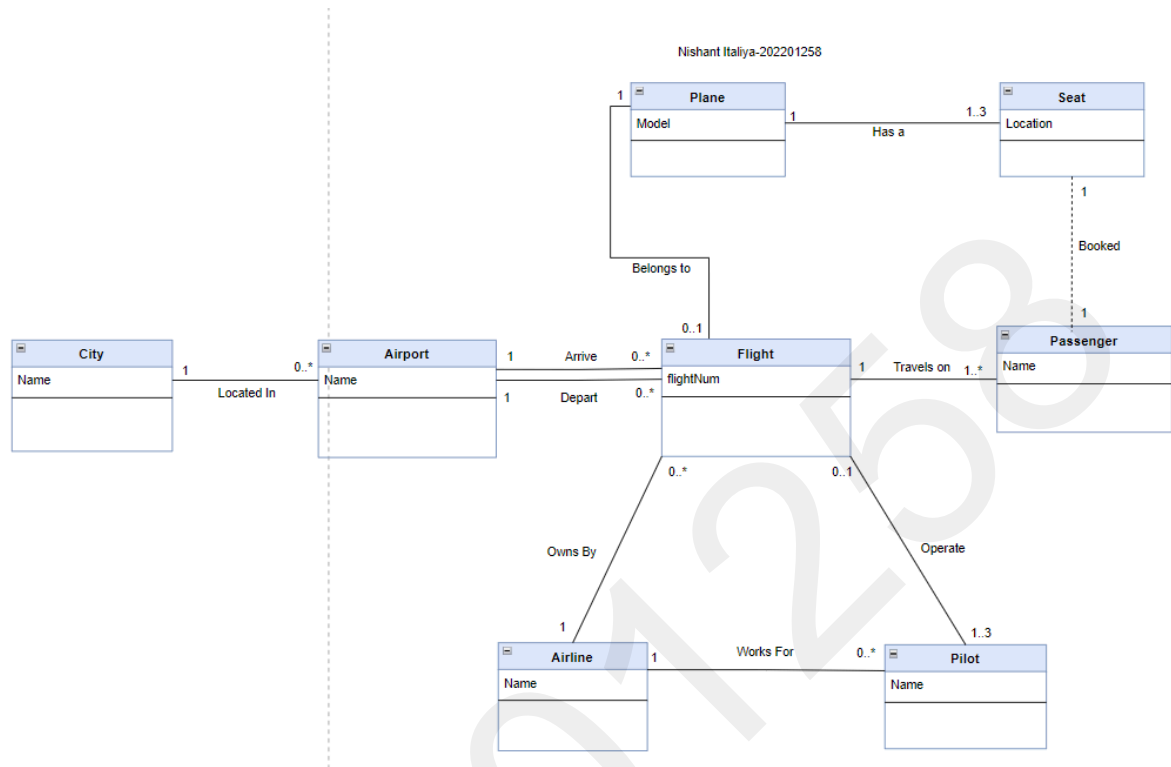 Nishant Italiya-202201258
Plane
Model
1
1
Has a
1..3
Seat
Location
1
Booked
1
Belongs to
0..1
City
Name
1
Located In
0..*
Airport
Name
1
Arrive
0..*
1
Depart
0..*
Flight
flightNum
1
Travels on
1..*
Passenger
Name
0..*
Owns By
1
0..1
Operate
1..3
Airline
Name
1
Works For
0..*
Pilot
Name
01258